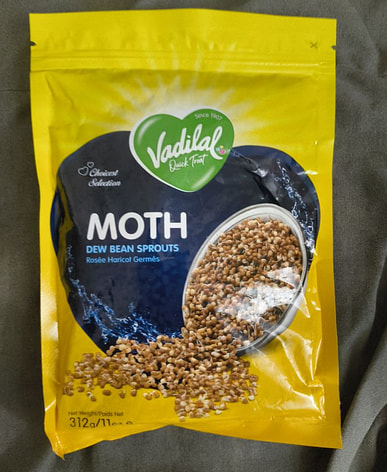 Since 1907
Vadilal
Quick Treat
Choicest
Selection
MOTH
DEW BEAN SPROUTS
Rosée Haricot Germés
Net Weight/Poids Net
312g/11oz